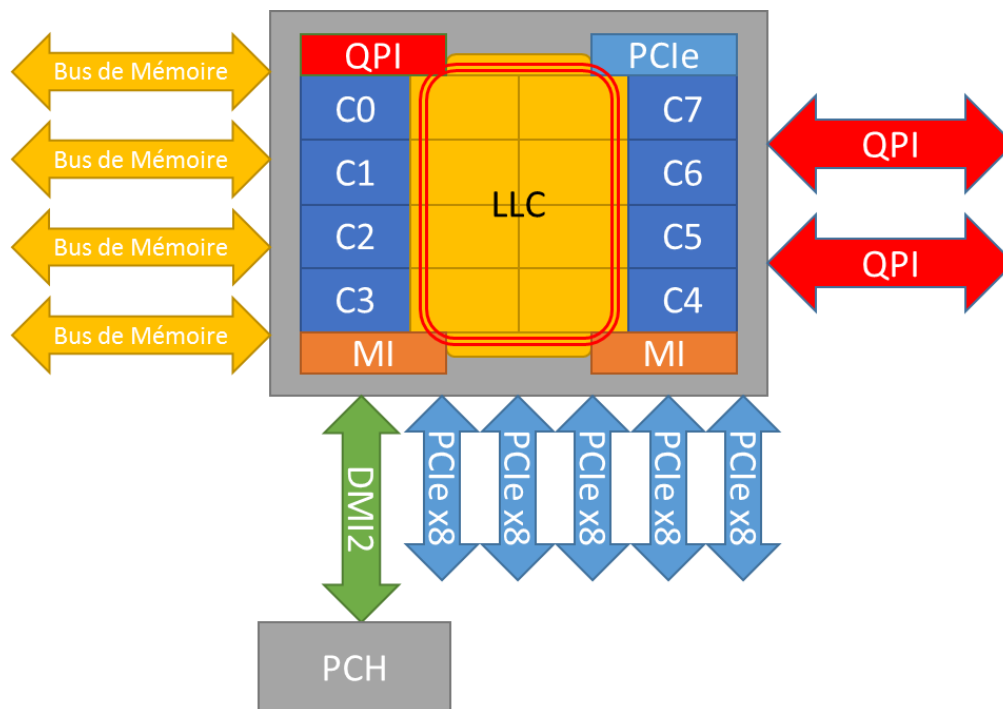 Bus de Mémoire
Bus de Mémoire
Bus de Mémoire
Bus de Mémoire
QPI
PCIe
C0
C7
C1
C6
LLC
C2
C5
C3
C4
MI
MI
QPI
QPI
DMI2
PCIe x8
PCIe x8
PCIe x8
PCIe x8
PCIe x8
PCH